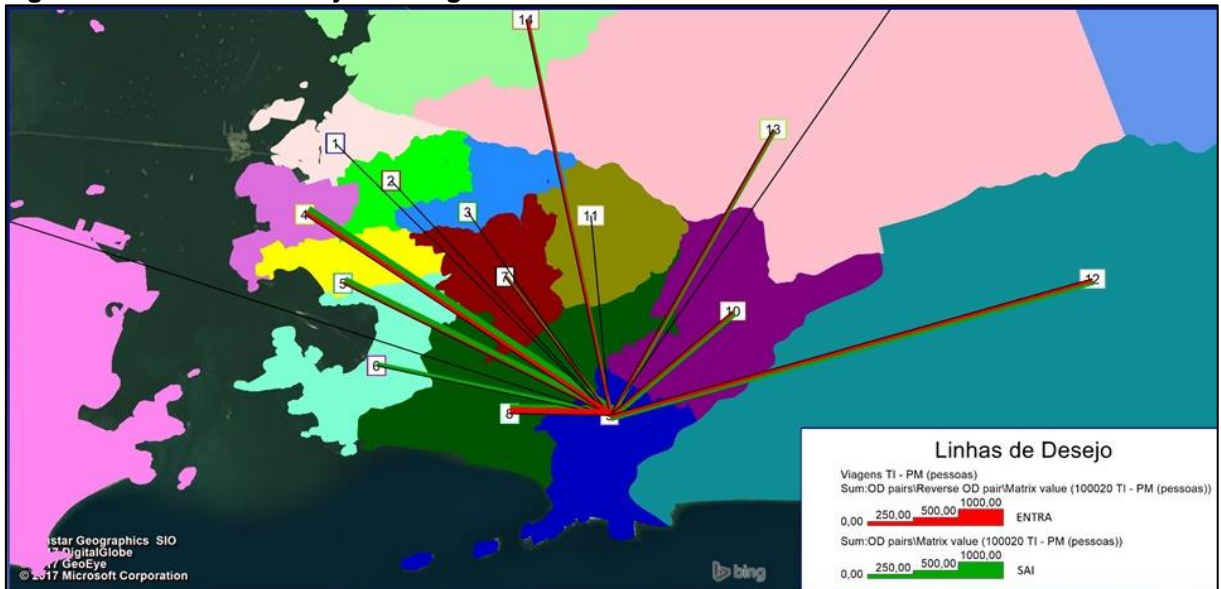 14
13
1
2
3
11
4
7
12
5
10
6
8
Linhas de Desejo
Viagens TI - PM (pessoas)
Sum:OD pairs\Reverse OD pair\Matrix value (100020 TI - PM (pessoas))
0,00 250,00 500,00 1000,00 ENTRA
Sum:OD pairs\Matrix value (100020 TI - PM (pessoas))
0,00 250,00 500,00 1000,00 SAI
Geographics SIO
DigitalGlobe
GeoEye
© 2017 Microsoft Corporation
bing